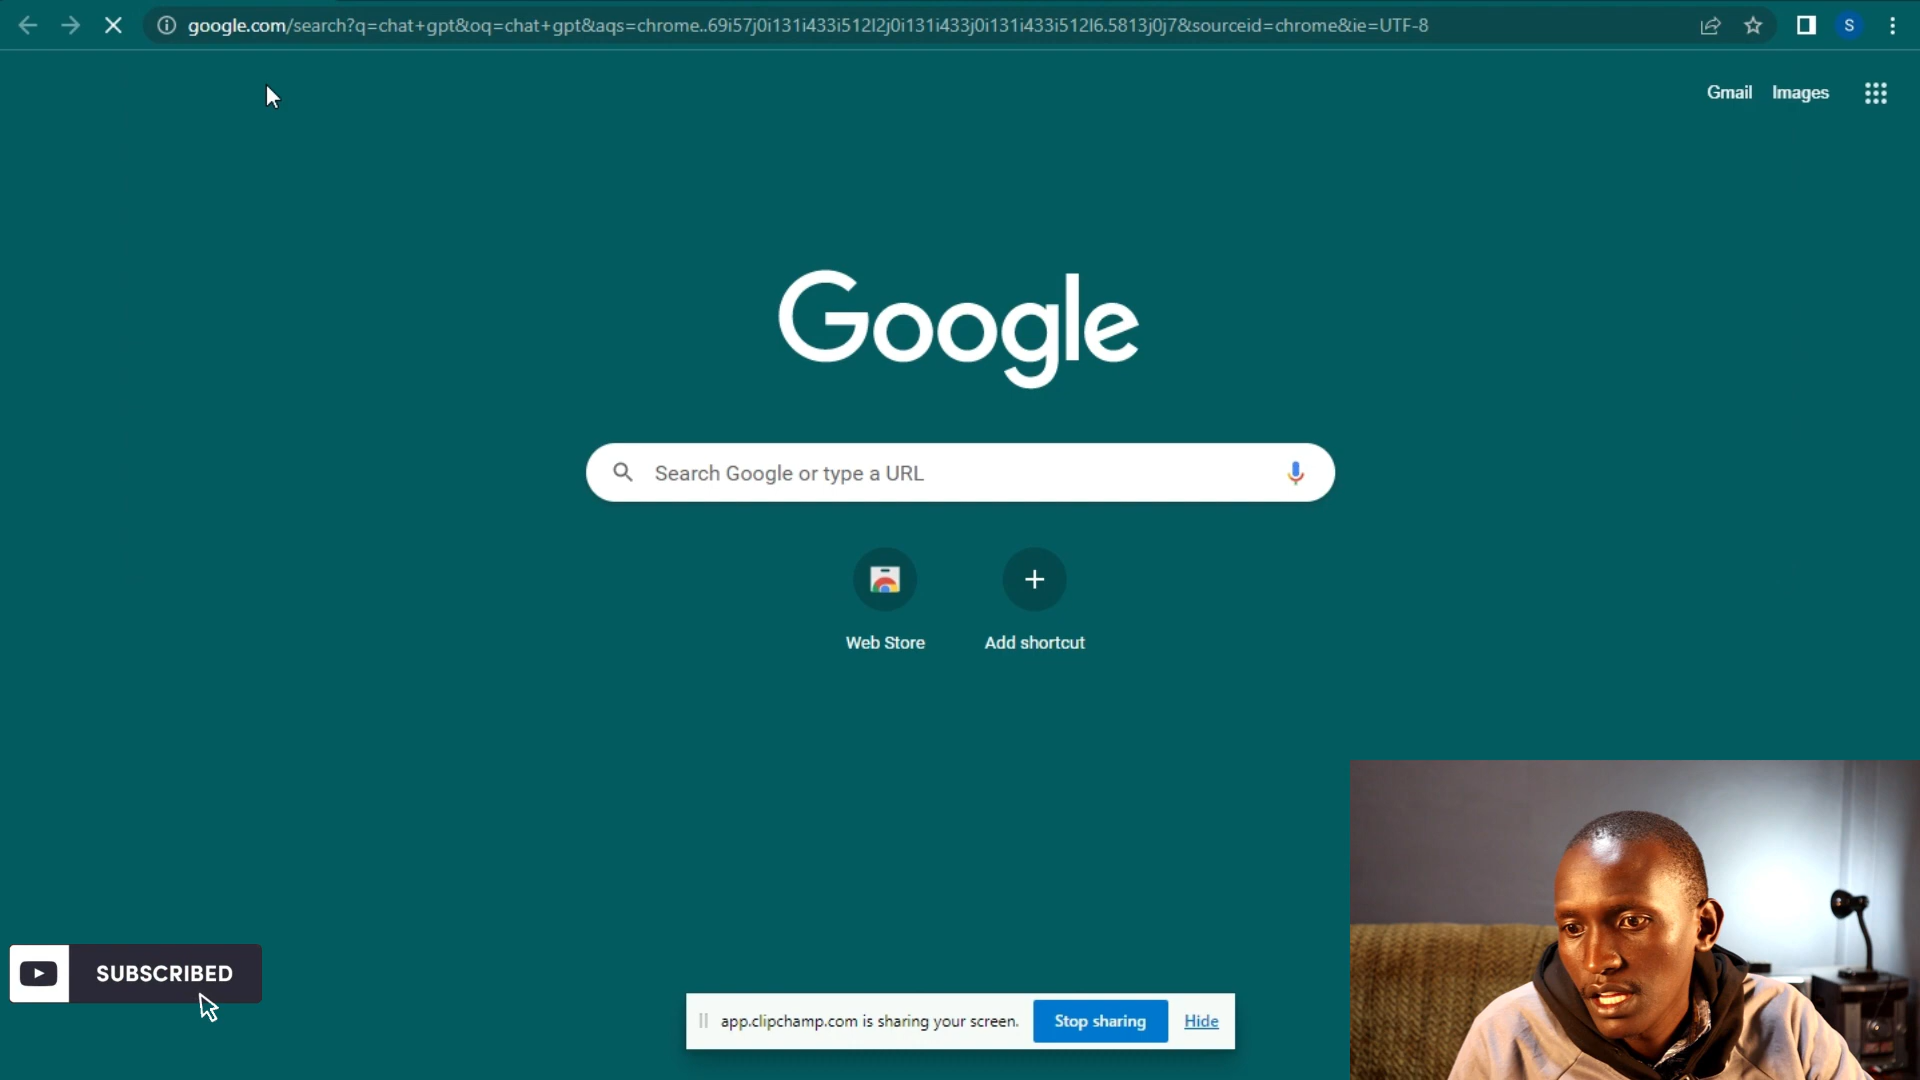 google.com/search?q=chat+gpt&oq=chat+gpt&aqs=chrome..69i57j0i131i433i512l2j0i131i433j0i131i433i512l6.5813j0j7&sourceid=chrome&ie=UTF-8
S
Gmail Images
Google
Search Google or type a URL
Web Store Add shortcut
SUBSCRIBED
app.clipchamp.com is sharing your screen. Stop sharing Hide